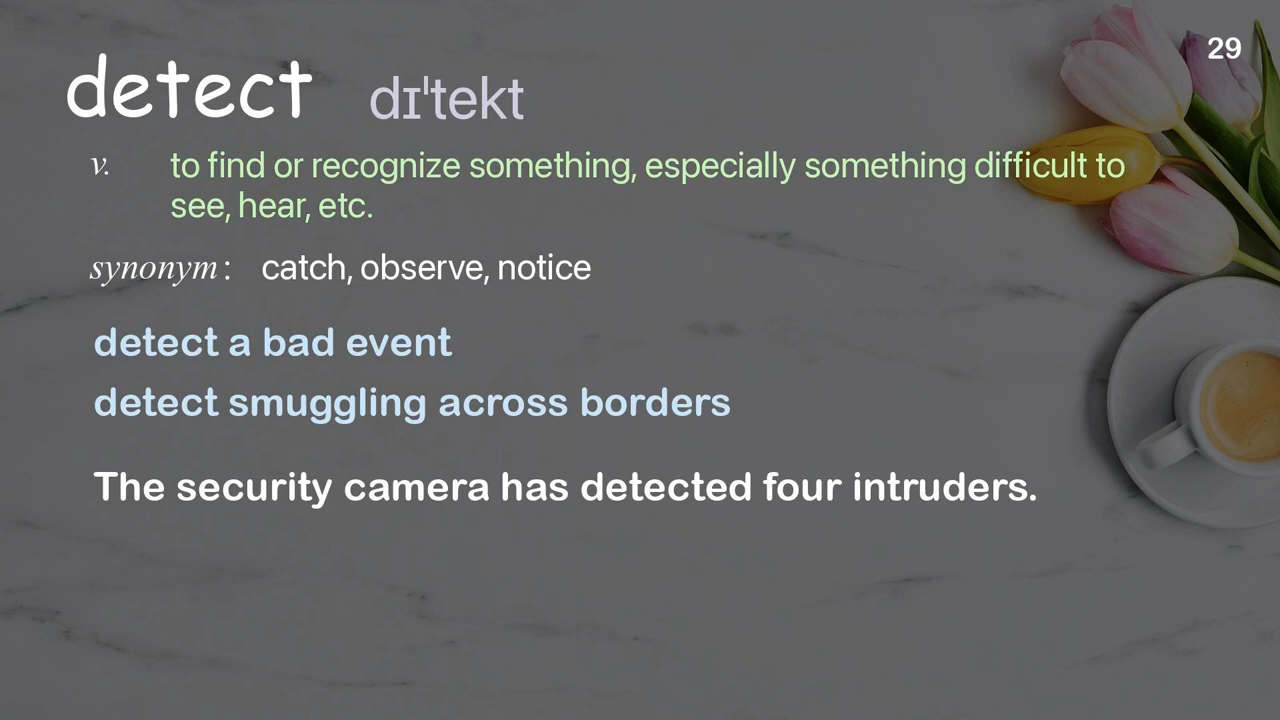 29
detect dɪˈtekt
v. to find or recognize something, especially something difficult to
see, hear, etc.
synonym: catch, observe, notice
detect a bad event
detect smuggling across borders
The security camera has detected four intruders.